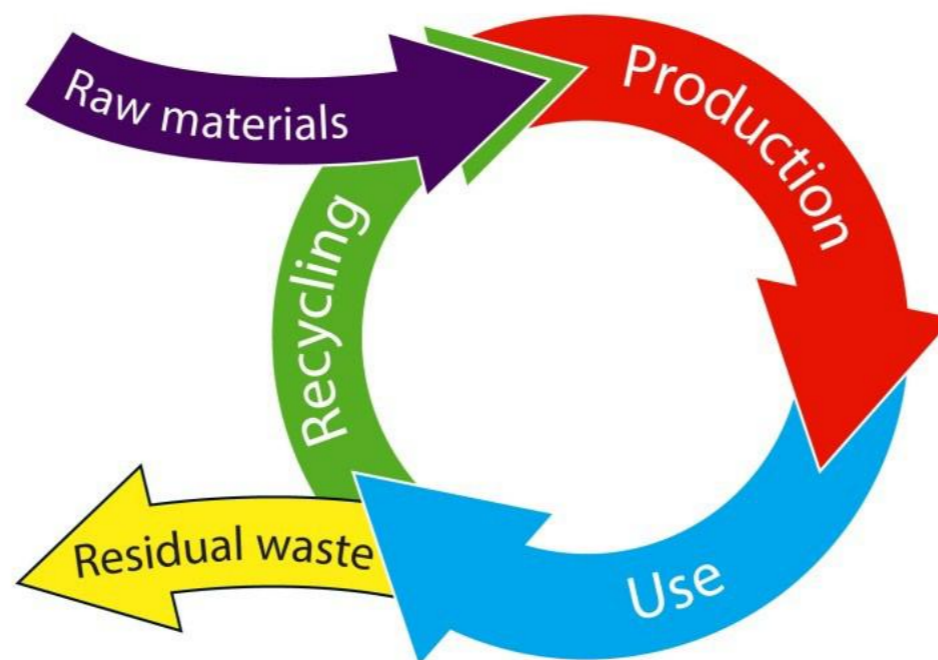 Raw materials
Production
Recycling
Residual waste
Use